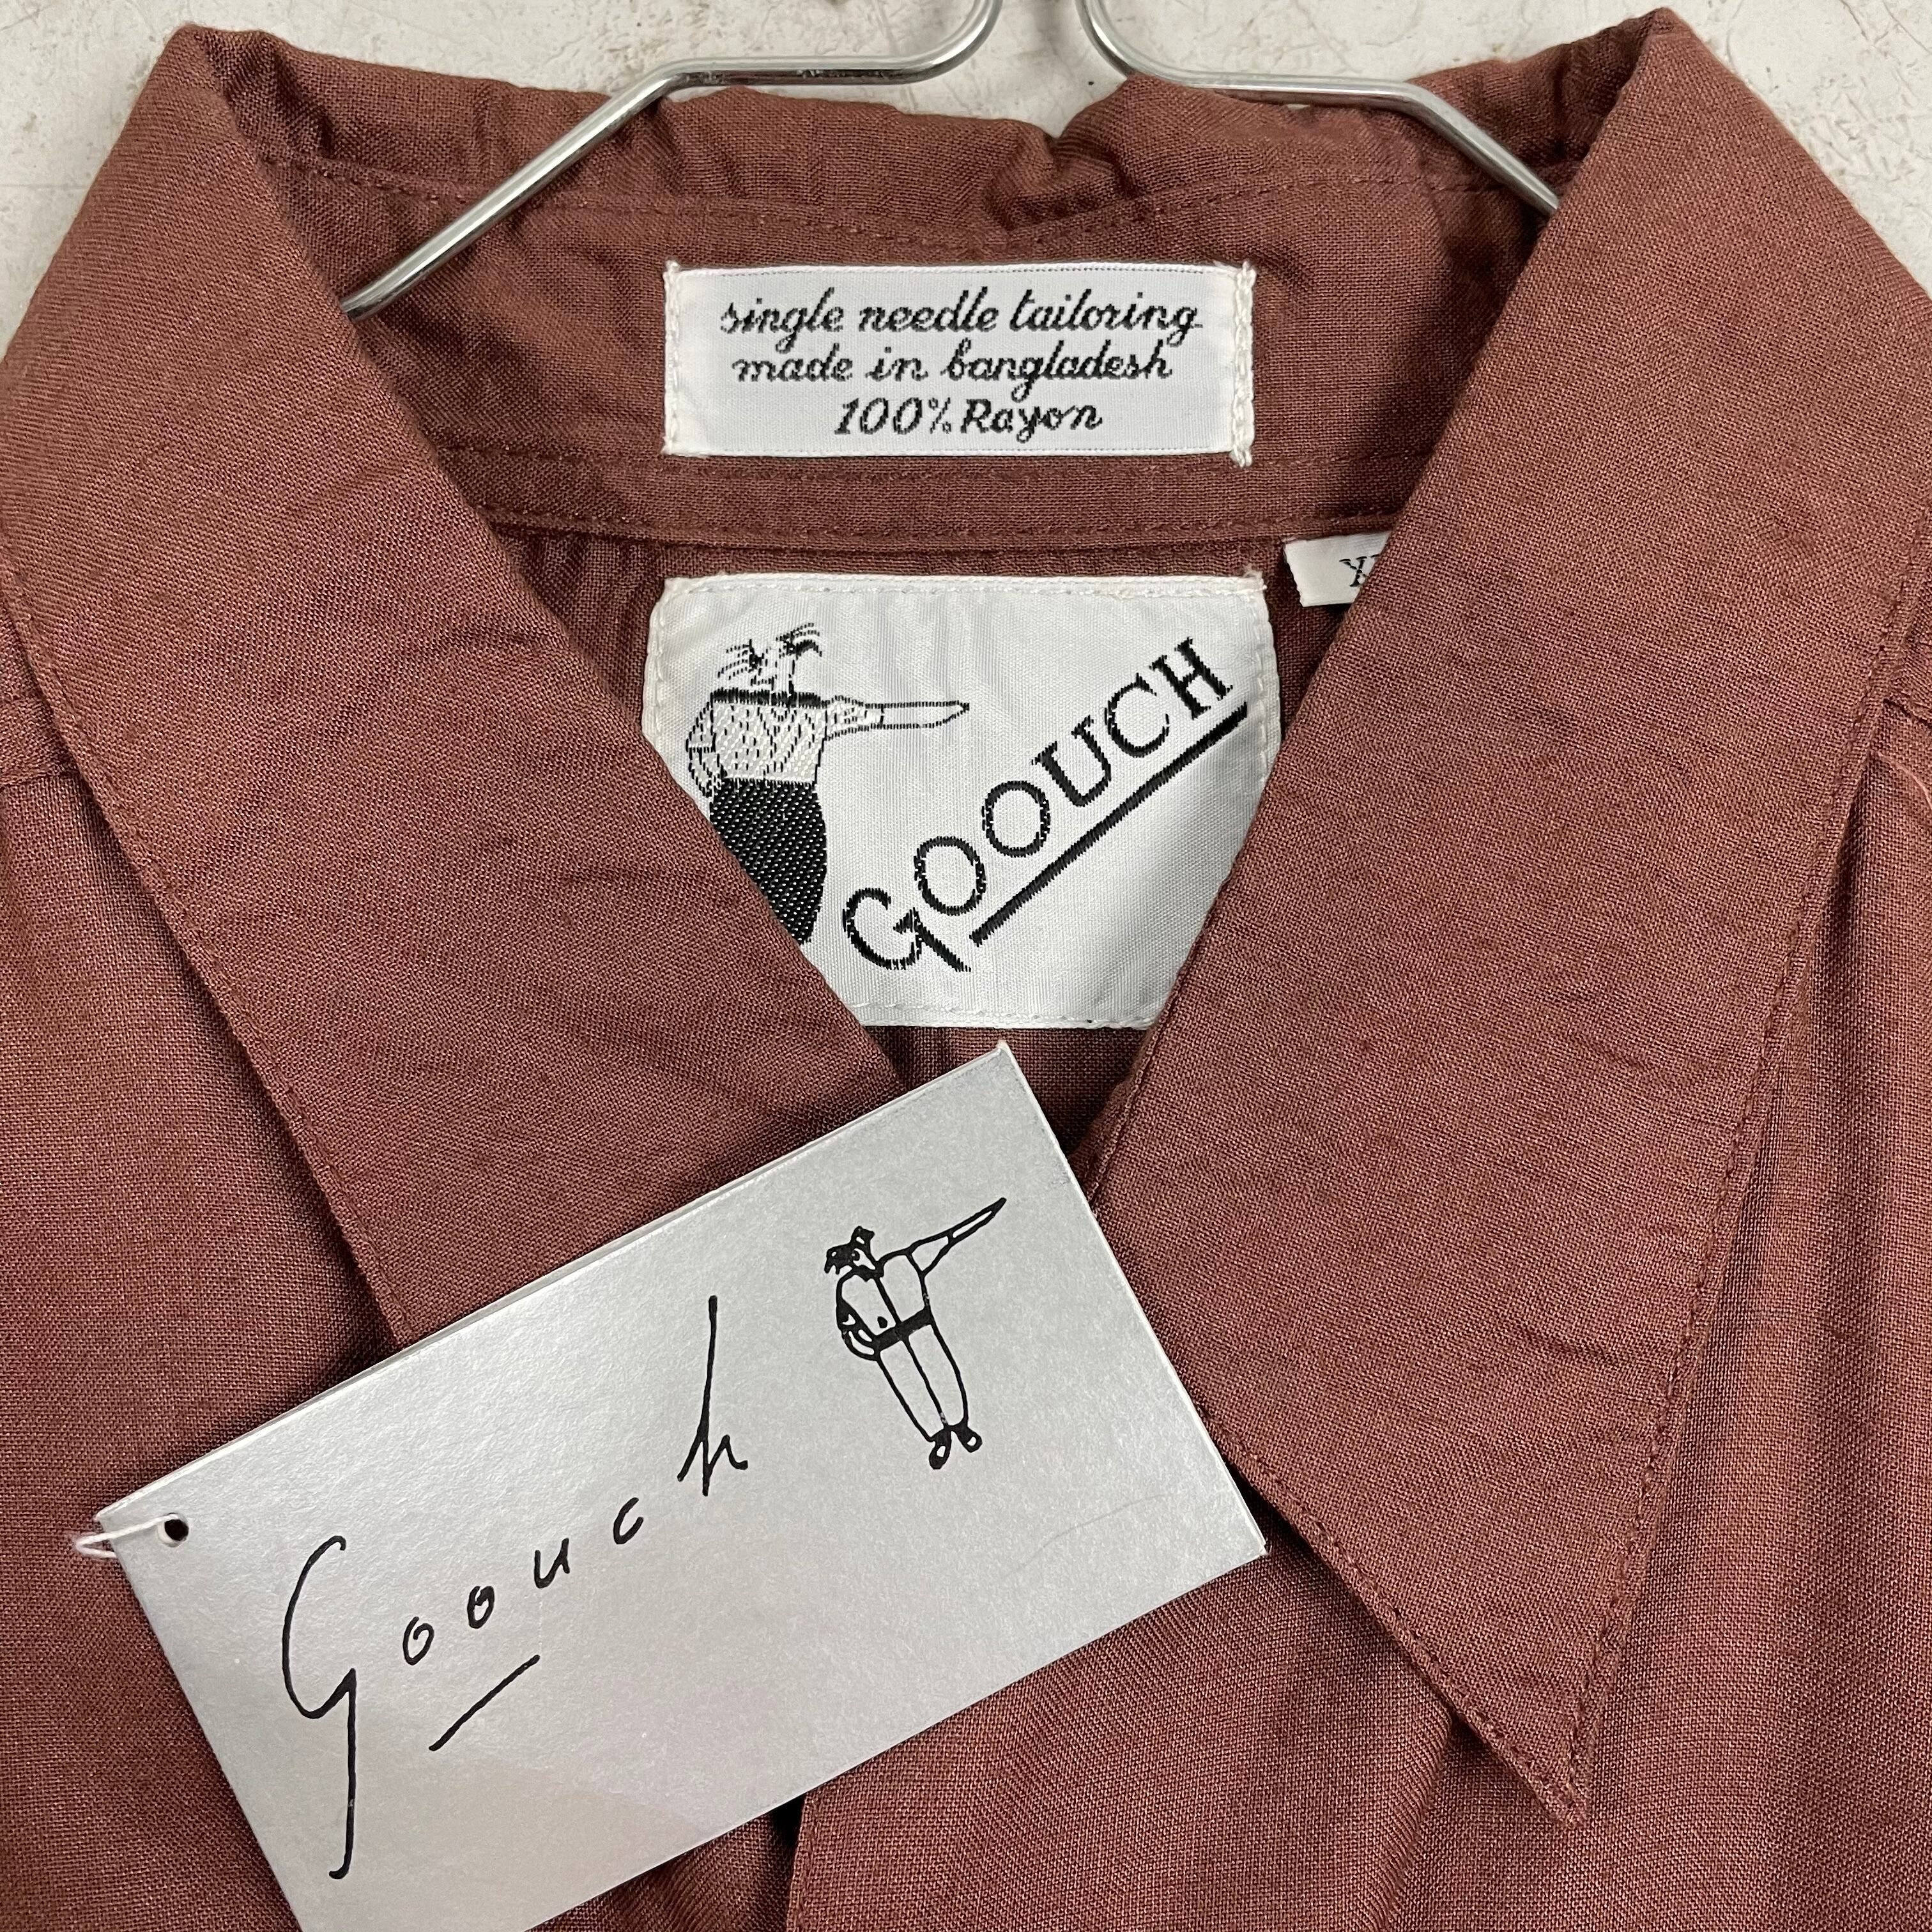 single needle tailoring
made in bangladesh
100% Rayon
GOOUCH
Goouch